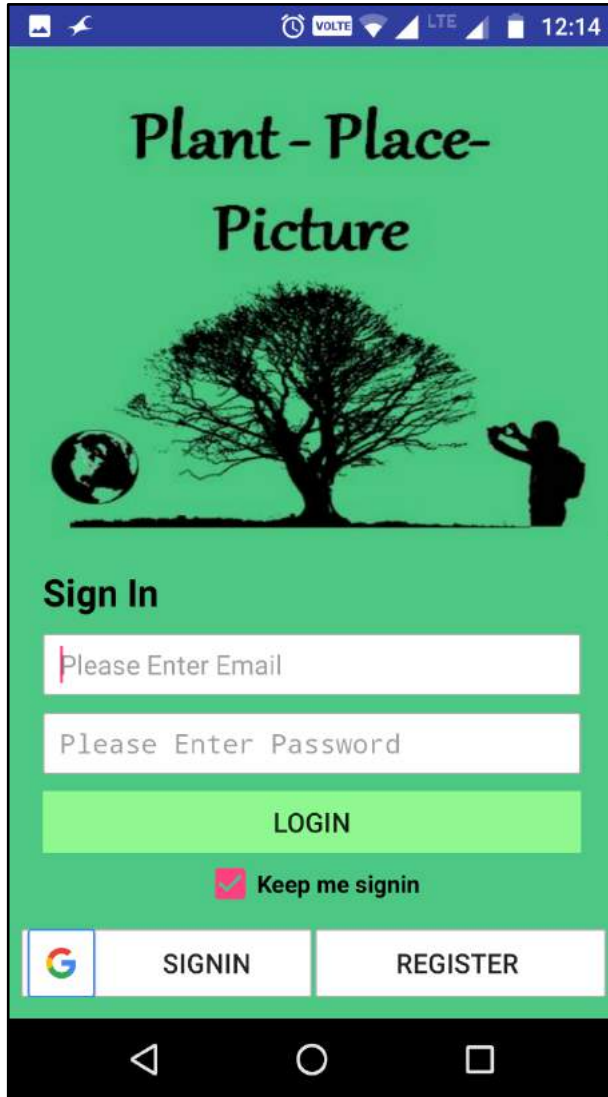 VOLTE LTE 12:14
Plant - Place-
Picture
Sign In
Please Enter Email
Please Enter Password
LOGIN
Keep me signin
G SIGNIN REGISTER